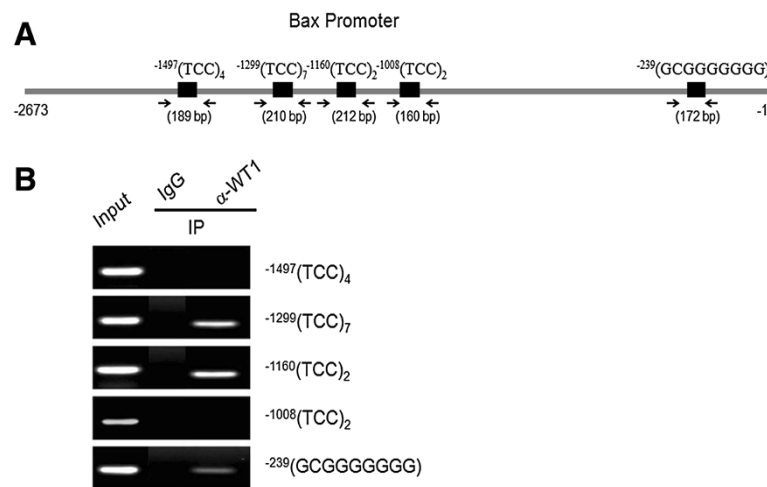 Bax Promoter
A
-1497(TCC)4 -1299(TCC)7 -1160(TCC)2 -1008(TCC)2 -239(GCGGGGGGG)
-2673 (189 bp) (210 bp) (212 bp) (160 bp) (172 bp) -1
B
Input IgG α-WT1
IP
-1497(TCC)4
-1299(TCC)7
-1160(TCC)2
-1008(TCC)2
-239(GCGGGGGGG)